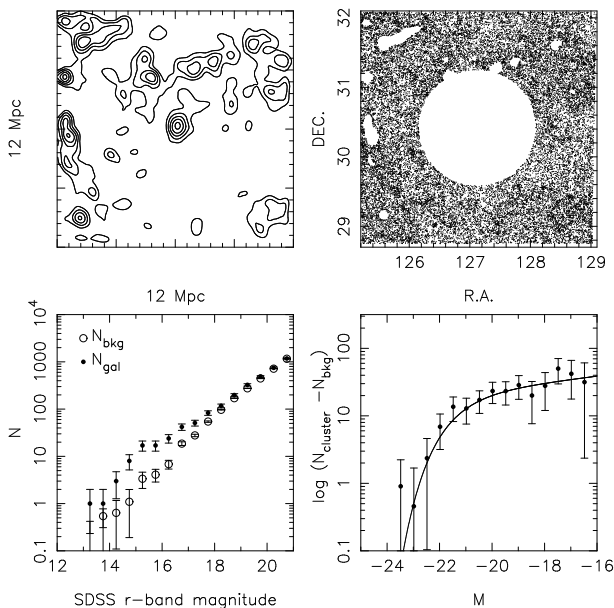 12 Mpc
12 Mpc
32
31
30
29
DEC.
126 127 128 129
R.A.
10^4
1000
100
10
1
0.1
N
N_bkg
N_gal
12 14 16 18 20
SDSS r-band magnitude
100
10
1
0.1
log (N_cluster -N_bkg)
-24 -22 -20 -18 -16
M